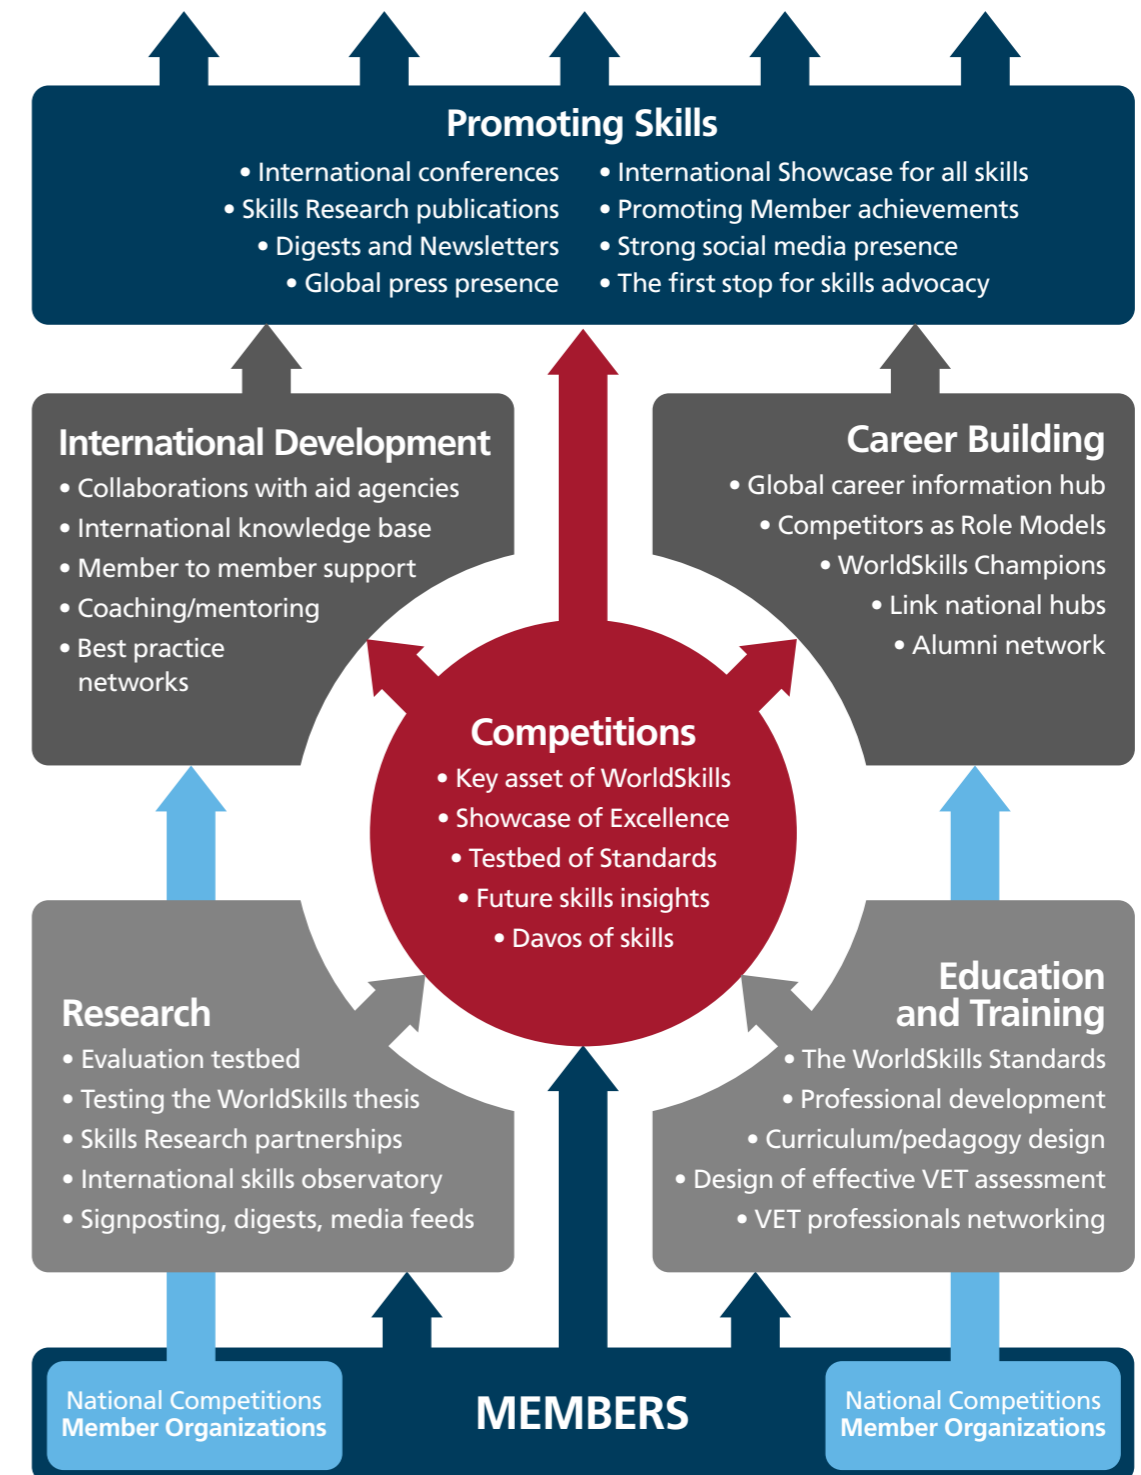 Promoting Skills
• International conferences
• Skills Research publications
• Digests and Newsletters
• Global press presence
• International Showcase for all skills
• Promoting Member achievements
• Strong social media presence
• The first stop for skills advocacy
International Development
• Collaborations with aid agencies
• International knowledge base
• Member to member support
• Coaching/mentoring
• Best practice
networks
Career Building
• Global career information hub
• Competitors as Role Models
• WorldSkills Champions
• Link national hubs
• Alumni network
Competitions
• Key asset of WorldSkills
• Showcase of Excellence
• Testbed of Standards
• Future skills insights
• Davos of skills
Research
• Evaluation testbed
• Testing the WorldSkills thesis
• Skills Research partnerships
• International skills observatory
• Signposting, digests, media feeds
Education
and Training
• The WorldSkills Standards
• Professional development
• Curriculum/pedagogy design
• Design of effective VET assessment
• VET professionals networking
National Competitions
Member Organizations
MEMBERS
National Competitions
Member Organizations